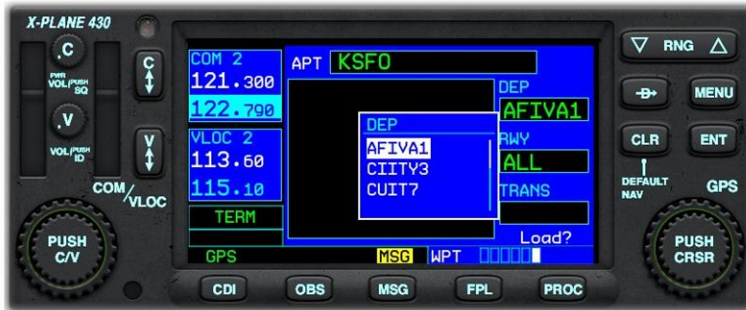 X-PLANE 430
.C
PWR
VOL/PUSH
SQ
C
.V
VOL/PUSH
ID
V
COM/VLOC
PUSH
C/V
COM 2
121.300
122.790
VLOC 2
113.60
115.10
TERM
GPS
APT KSFO
DEP
AFIVA1
CIITY3
CUIT7
DEP
AFIVA1
RWY
ALL
TRANS
Load?
MSG WPT
CDI
OBS
MSG
FPL
PROC
RNG
D
MENU
CLR
ENT
DEFAULT
NAV
GPS
PUSH
CRSR